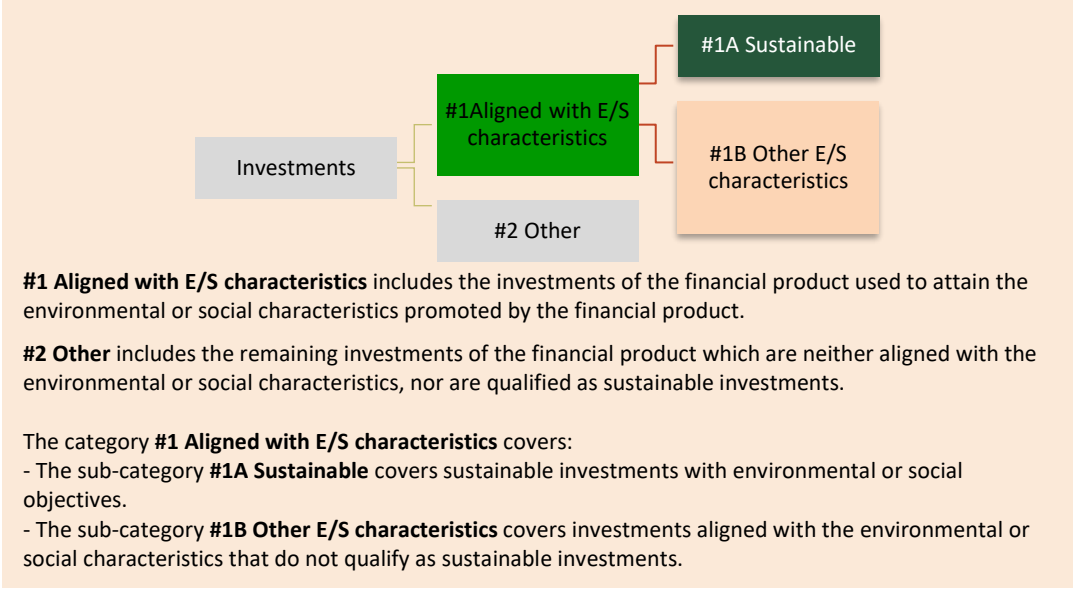 #1A Sustainable
#1Aligned with E/S
characteristics
#1B Other E/S
characteristics
Investments
#2 Other
#1 Aligned with E/S characteristics includes the investments of the financial product used to attain the
environmental or social characteristics promoted by the financial product.
#2 Other includes the remaining investments of the financial product which are neither aligned with the
environmental or social characteristics, nor are qualified as sustainable investments.
The category #1 Aligned with E/S characteristics covers:
- The sub-category #1A Sustainable covers sustainable investments with environmental or social
objectives.
- The sub-category #1B Other E/S characteristics covers investments aligned with the environmental or
social characteristics that do not qualify as sustainable investments.